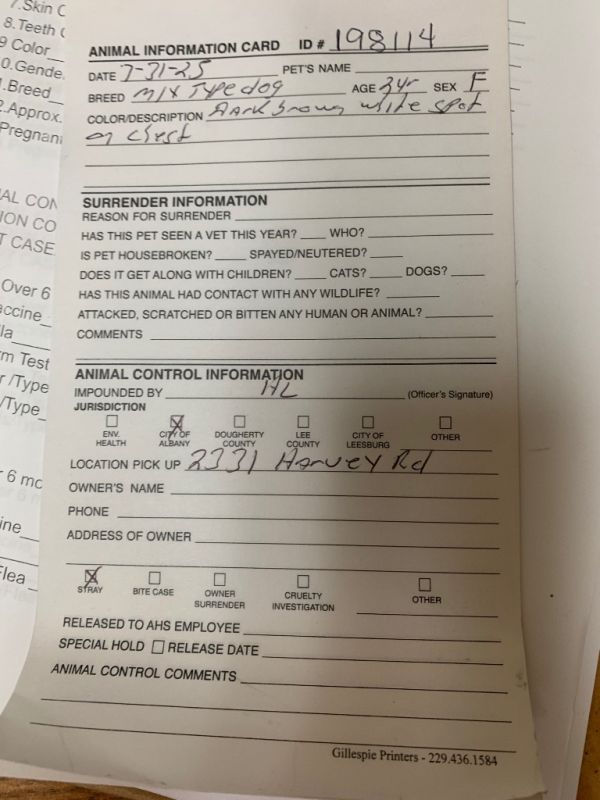 7.Skin C
8.Teeth
9 Color
0.Gende
.Breed
2.Approx.
Pregnan
AL CON
ION CO
T CASE
Over 6
accine
la
m Test
r /Type
/Type
6 mo
ine
Flea
ANIMAL INFORMATION CARD ID # 198114
DATE 7-31-25 PET'S NAME
BREED mix Type dog AGE 3yr SEX F
COLOR/DESCRIPTION Dark brown white spot
on chest
SURRENDER INFORMATION
REASON FOR SURRENDER
HAS THIS PET SEEN A VET THIS YEAR? WHO?
IS PET HOUSEBROKEN? SPAYED/NEUTERED?
DOES IT GET ALONG WITH CHILDREN? CATS? DOGS?
HAS THIS ANIMAL HAD CONTACT WITH ANY WILDLIFE?
ATTACKED, SCRATCHED OR BITTEN ANY HUMAN OR ANIMAL?
COMMENTS
ANIMAL CONTROL INFORMATION
IMPOUNDED BY HL (Officer's Signature)
JURISDICTION
ENV. HEALTH CITY OF ALBANY DOUGHERTY COUNTY LEE COUNTY CITY OF LEESBURG OTHER
LOCATION PICK UP 2331 Harvey Rd
OWNER'S NAME
PHONE
ADDRESS OF OWNER
STRAY BITE CASE OWNER SURRENDER CRUELTY INVESTIGATION OTHER
RELEASED TO AHS EMPLOYEE
SPECIAL HOLD RELEASE DATE
ANIMAL CONTROL COMMENTS
Gillespie Printers - 229.436.1584